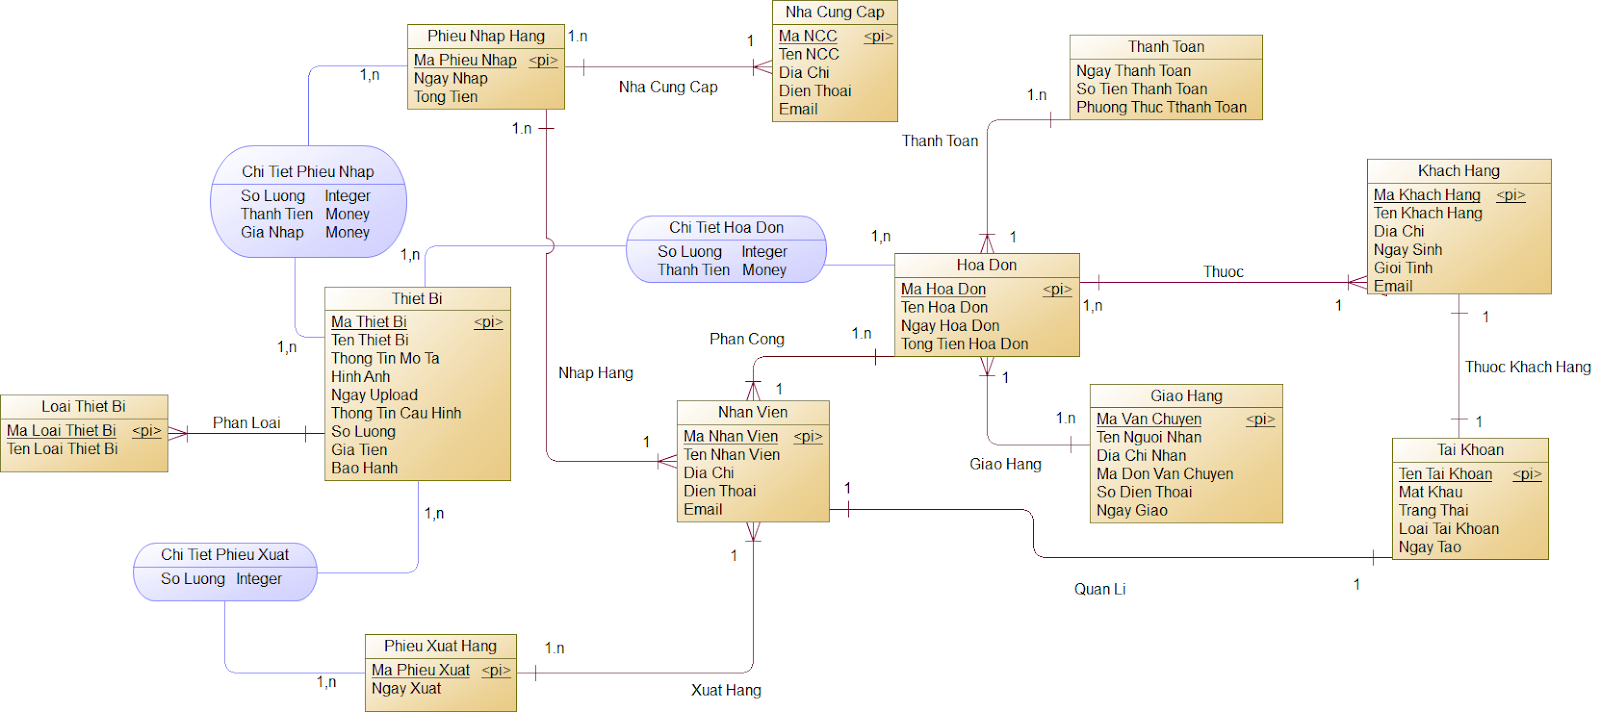 Phieu Nhap Hang
Ma Phieu Nhap <pi>
Ngay Nhap
Tong Tien
1.n
1
Nha Cung Cap
Nha Cung Cap
Ma NCC <pi>
Ten NCC
Dia Chi
Dien Thoai
Email
Thanh Toan
Ngay Thanh Toan
So Tien Thanh Toan
Phuong Thuc Tthanh Toan
1.n
Thanh Toan
1
1,n
1.n
Chi Tiet Phieu Nhap
So Luong Integer
Thanh Tien Money
Gia Nhap Money
1,n
Chi Tiet Hoa Don
So Luong Integer
Thanh Tien Money
1,n
1,n
Khach Hang
Ma Khach Hang <pi>
Ten Khach Hang
Dia Chi
Ngay Sinh
Gioi Tinh
Email
Hoa Don
Ma Hoa Don <pi>
Ten Hoa Don
Ngay Hoa Don
Tong Tien Hoa Don
Thuoc
1,n
1
Thiet Bi
Ma Thiet Bi <pi>
Ten Thiet Bi
Thong Tin Mo Ta
Hinh Anh
Ngay Upload
Thong Tin Cau Hinh
So Luong
Gia Tien
Bao Hanh
Phan Cong
1.n
1
Nhap Hang
1
1
Thuoc Khach Hang
1
Loai Thiet Bi
Ma Loai Thiet Bi <pi>
Ten Loai Thiet Bi
Phan Loai
Nhan Vien
Ma Nhan Vien <pi>
Ten Nhan Vien
Dia Chi
Dien Thoai
Email
1
1.n
Giao Hang
Giao Hang
Ma Van Chuyen <pi>
Ten Nguoi Nhan
Dia Chi Nhan
Ma Don Van Chuyen
So Dien Thoai
Ngay Giao
Tai Khoan
Ten Tai Khoan <pi>
Mat Khau
Trang Thai
Loai Tai Khoan
Ngay Tao
1
1
Quan Li
1,n
Chi Tiet Phieu Xuat
So Luong Integer
1,n
Phieu Xuat Hang
Ma Phieu Xuat <pi>
Ngay Xuat
1.n
1
Xuat Hang